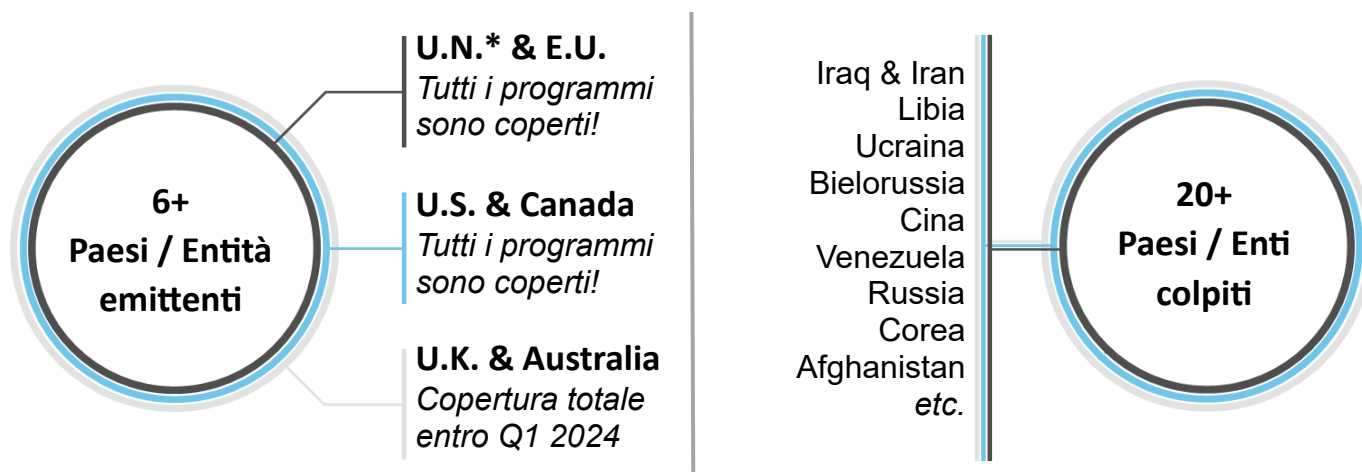 6+
Paesi / Entità
emittenti
U.N.* & E.U.
Tutti i programmi
sono coperti!
U.S. & Canada
Tutti i programmi
sono coperti!
U.K. & Australia
Copertura totale
entro Q1 2024
Iraq & Iran
Libia
Ucraina
Bielorussia
Cina
Venezuela
Russia
Corea
Afghanistan
etc.
20+
Paesi / Enti
colpiti